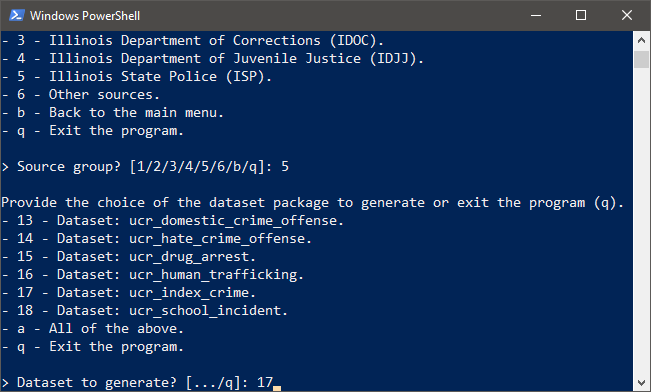 Windows PowerShell
- 3 - Illinois Department of Corrections (IDOC).
- 4 - Illinois Department of Juvenile Justice (IDJJ).
- 5 - Illinois State Police (ISP).
- 6 - Other sources.
- b - Back to the main menu.
- q - Exit the program.
> Source group? [1/2/3/4/5/6/b/q]: 5
Provide the choice of the dataset package to generate or exit the program (q).
- 13 - Dataset: ucr_domestic_crime_offense.
- 14 - Dataset: ucr_hate_crime_offense.
- 15 - Dataset: ucr_drug_arrest.
- 16 - Dataset: ucr_human_trafficking.
- 17 - Dataset: ucr_index_crime.
- 18 - Dataset: ucr_school_incident.
- a - All of the above.
- q - Exit the program.
> Dataset to generate? [.../q]: 17